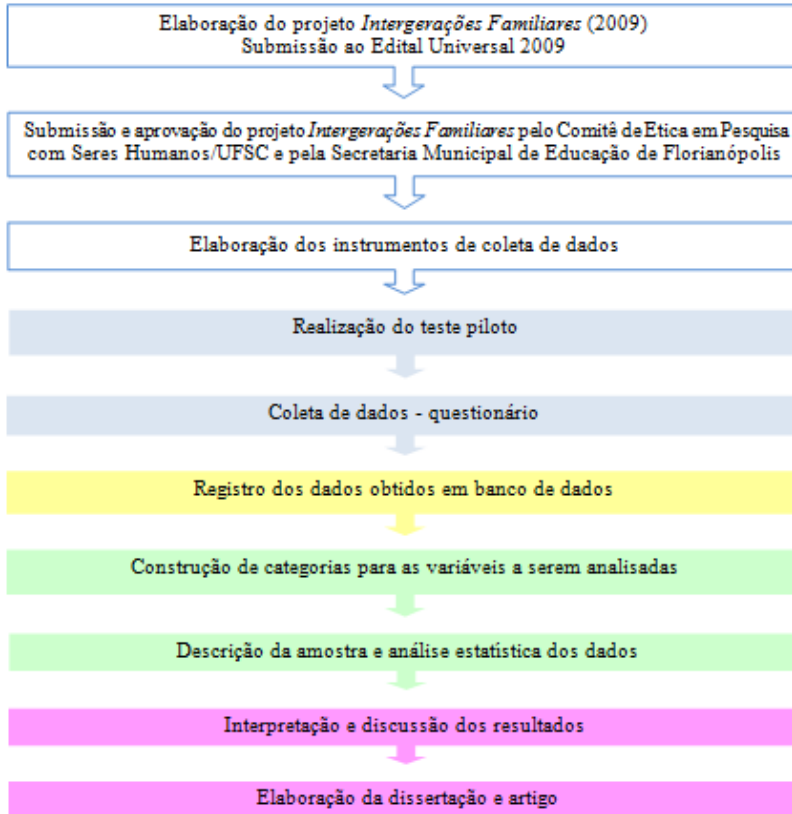 Elaboração do projeto Intergerações Familiares (2009)
Submissão ao Edital Universal 2009
Submissão e aprovação do projeto Intergerações Familiares pelo Comitê de Etica em Pesquisa
com Seres Humanos/UFSC e pela Secretaria Municipal de Educação de Florianópolis
Elaboração dos instrumentos de coleta de dados
Realização do teste piloto
Coleta de dados - questionário
Registro dos dados obtidos em banco de dados
Construção de categorias para as variáveis a serem analisadas
Descrição da amostra e análise estatística dos dados
Interpretação e discussão dos resultados
Elaboração da dissertação e artigo